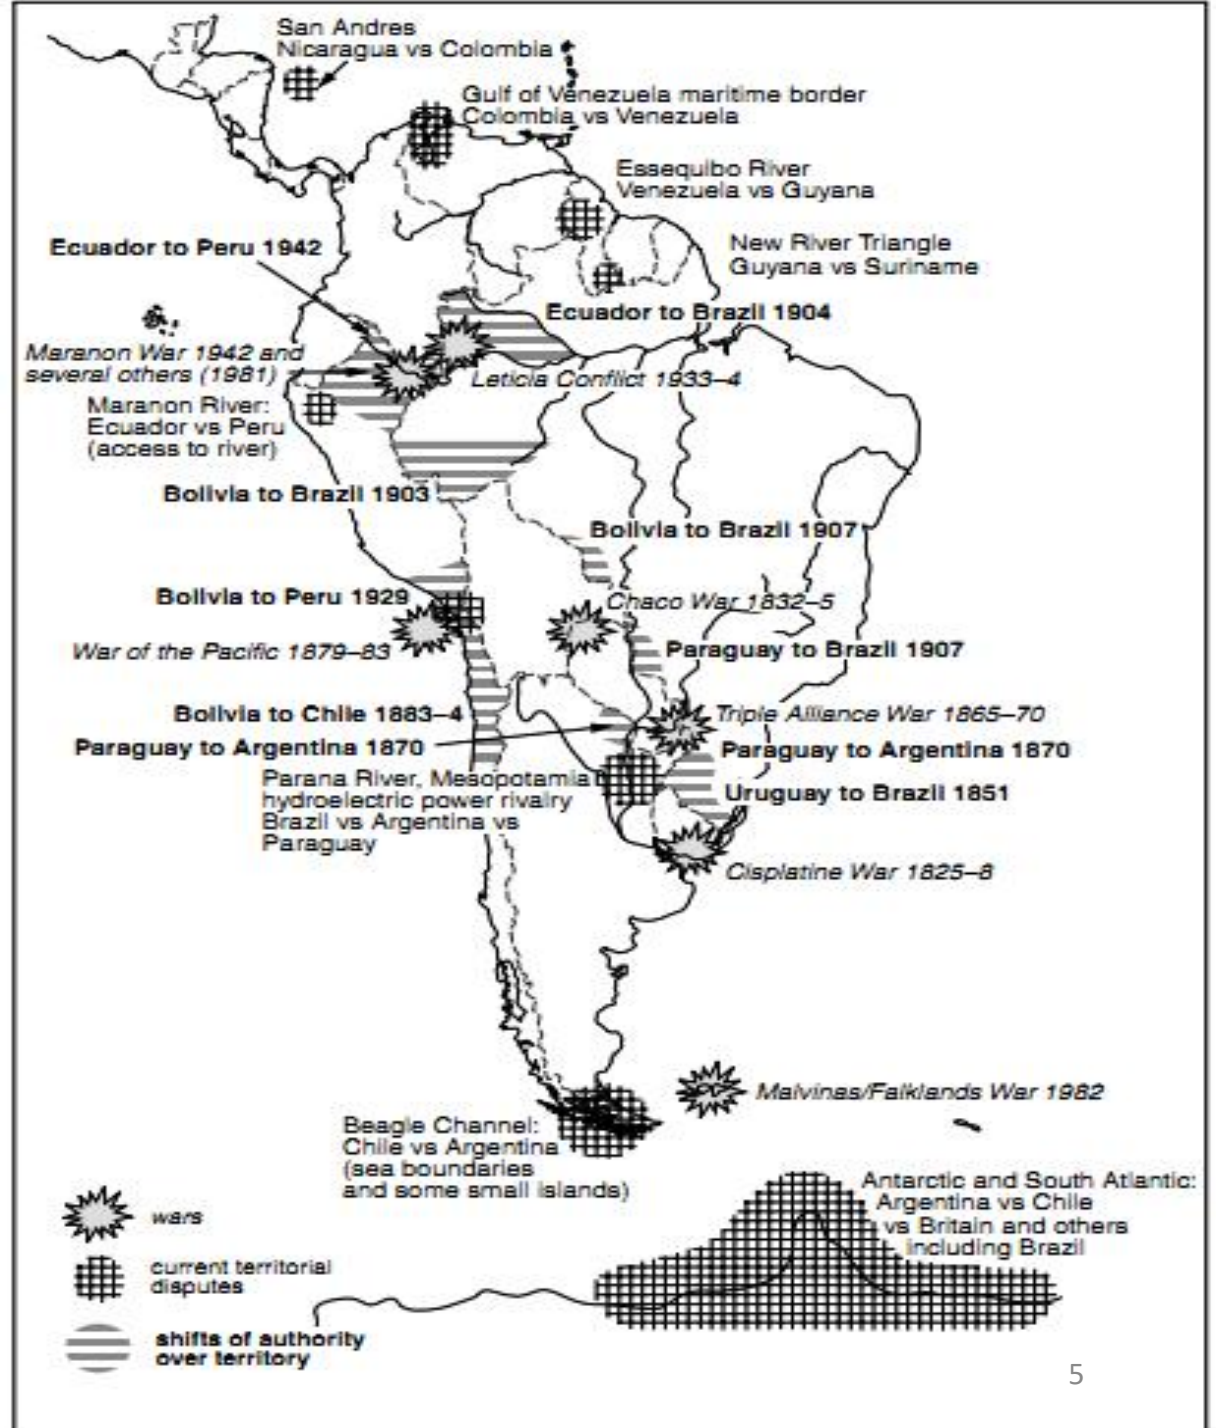 San Andres
Nicaragua vs Colombia
Gulf of Venezuela maritime border
Colombia vs Venezuela
Essequibo River
Venezuela vs Guyana
Ecuador to Peru 1942
New River Triangle
Guyana vs Suriname
Ecuador to Brazil 1904
Maranon War 1942 and
several others (1981)
Leticia Conflict 1933–4
Maranon River:
Ecuador vs Peru
(access to river)
Bolivia to Brazil 1903
Bolivia to Brazil 1907
Bolivia to Peru 1929
Chaco War 1832–5
War of the Pacific 1879–83
Paraguay to Brazil 1907
Bolivia to Chile 1883–4
Triple Alliance War 1865–70
Paraguay to Argentina 1870
Paraguay to Argentina 1870
Parana River, Mesopotamia
hydroelectric power rivalry
Brazil vs Argentina vs
Paraguay
Uruguay to Brazil 1851
Cisplatine War 1825–8
Malvinas/Falklands War 1982
Beagle Channel:
Chile vs Argentina
(sea boundaries
and some small islands)
Antarctic and South Atlantic:
Argentina vs Chile
vs Britain and others
including Brazil
wars
current territorial
disputes
shifts of authority
over territory
5